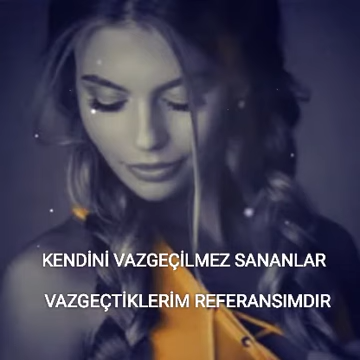 KENDİNİ VAZGEÇİLMEZ SANANLAR
VAZGEÇTİKLERİM REFERANSIMDIR